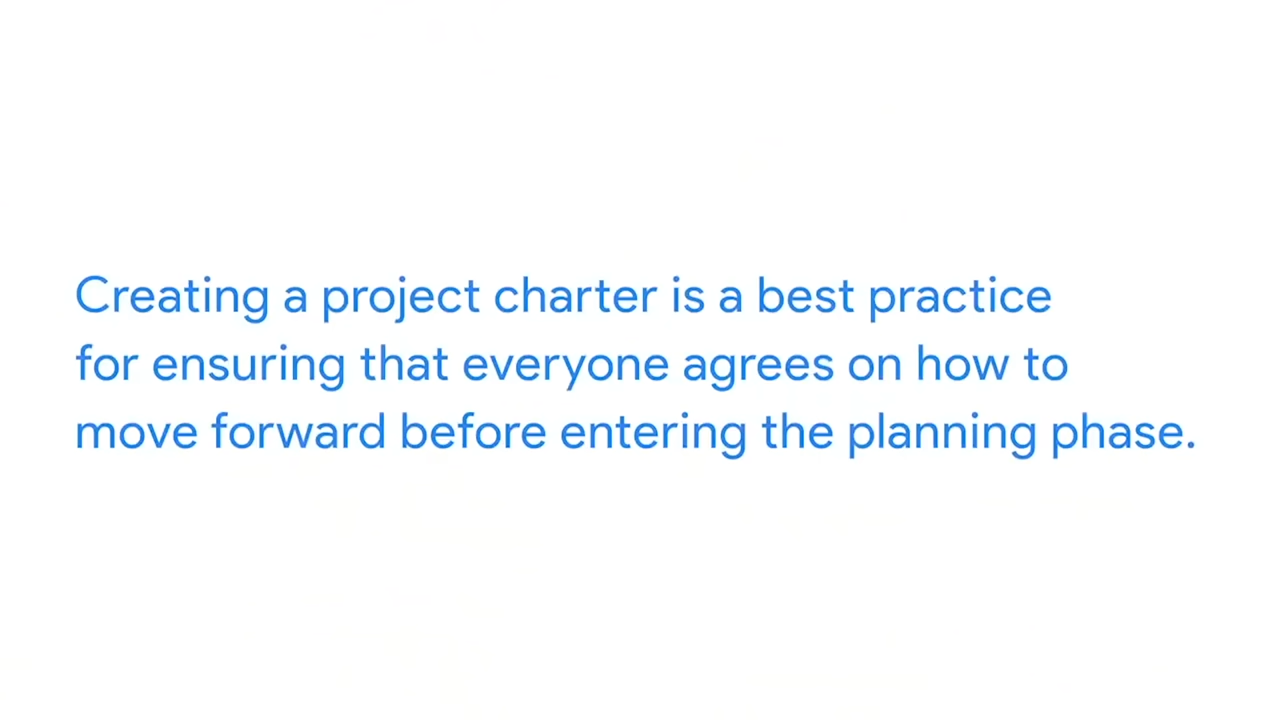 Creating a project charter is a best practice
for ensuring that everyone agrees on how to
move forward before entering the planning phase.